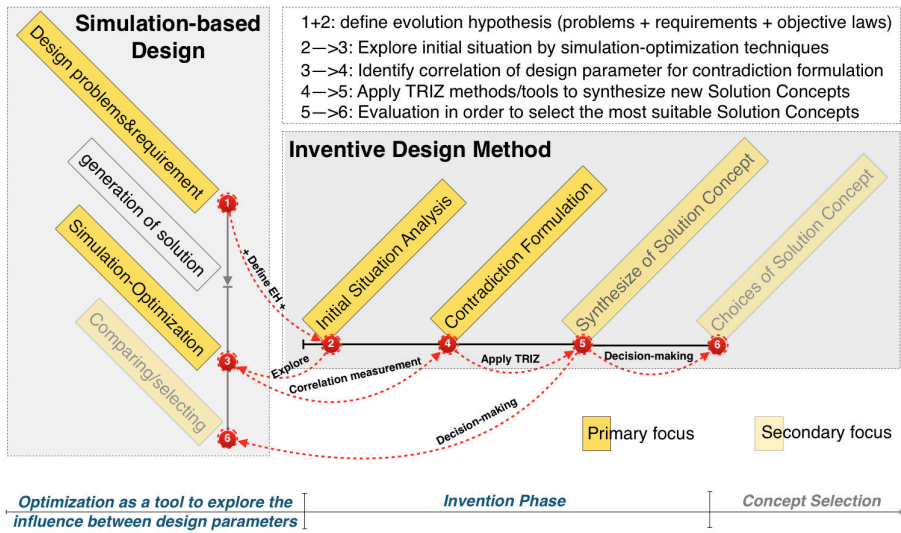 Simulation-based
Design
Design problems&requirement
generation of solution
Simulation-Optimization
Comparing/selecting
1
3
6
1+2: define evolution hypothesis (problems + requirements + objective laws)
2—>3: Explore initial situation by simulation-optimization techniques
3—>4: Identify correlation of design parameter for contradiction formulation
4—>5: Apply TRIZ methods/tools to synthesize new Solution Concepts
5—>6: Evaluation in order to select the most suitable Solution Concepts
Inventive Design Method
Initial Situation Analysis
Contradiction Formulation
Synthesize of Solution Concept
Choices of Solution Concept
2
4
5
6
+ Define EH +
Explore
Correlation measurement
Apply TRIZ
Decision-making
Decision-making
Primary focus
Secondary focus
Optimization as a tool to explore the
influence between design parameters
Invention Phase
Concept Selection